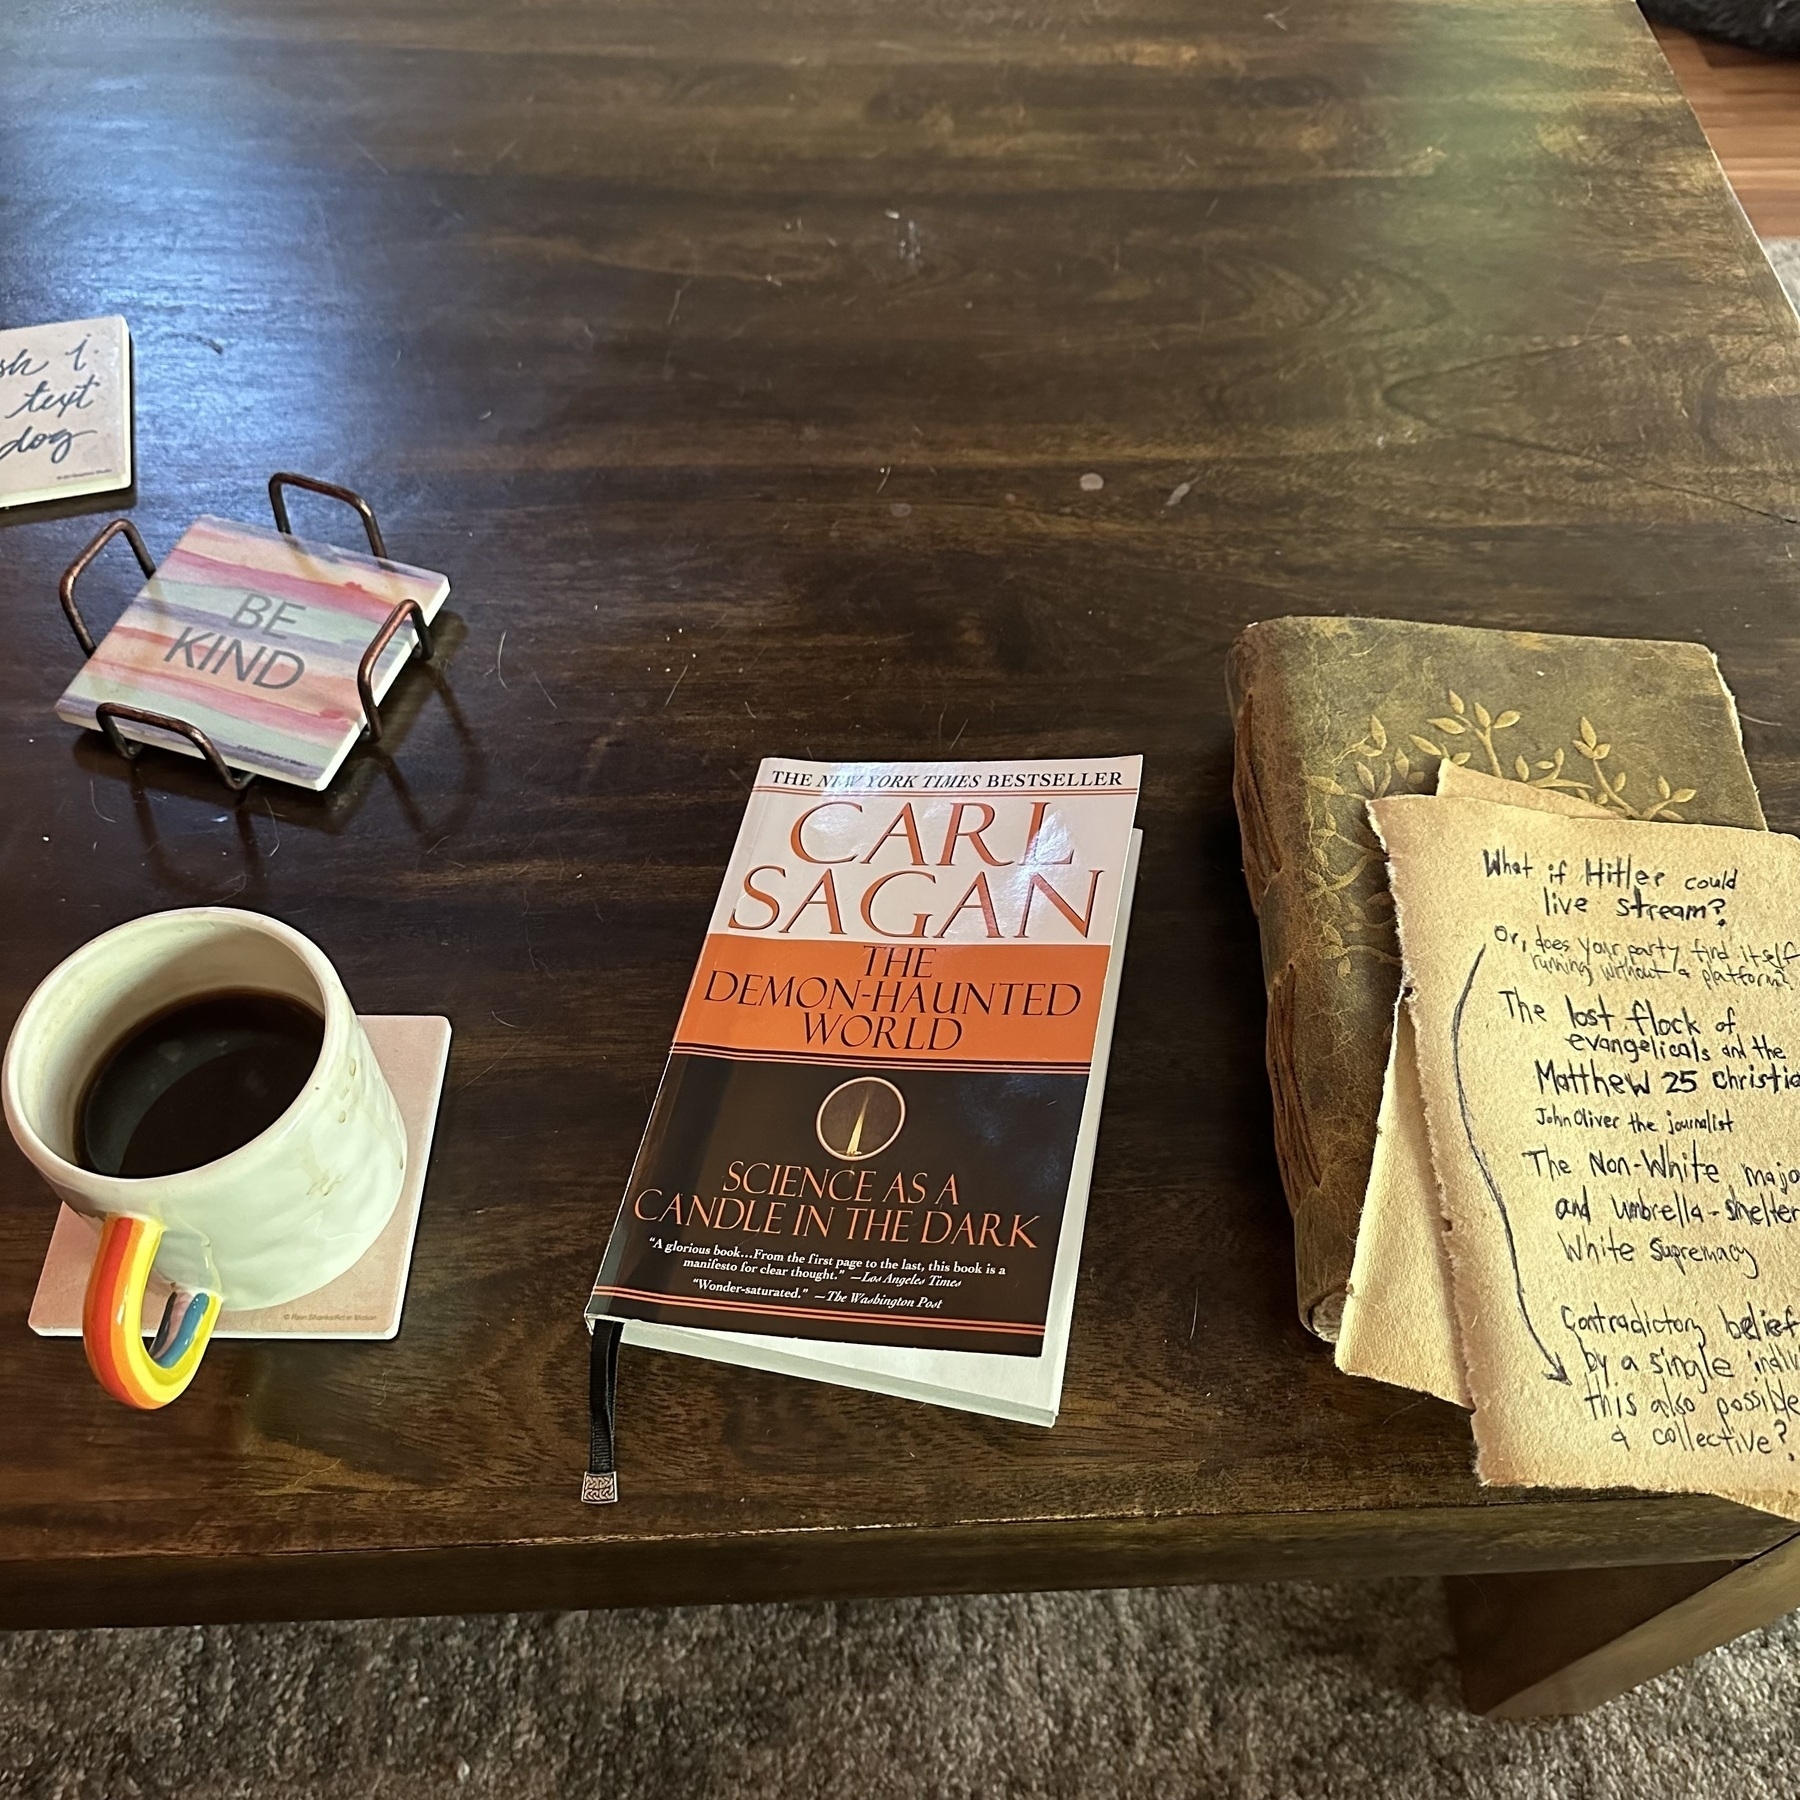 sh i
text
dog
BE
KIND
THE NEW YORK TIMES BESTSELLER
CARL
SAGAN
THE
DEMON-HAUNTED
WORLD
SCIENCE AS A
CANDLE IN THE DARK
“A glorious book...From the first page to the last, this book is a
manifesto for clear thought.” —Los Angeles Times
“Wonder-saturated.” —The Washington Post
What if Hitler could
live stream?
Or, does your party find itself
running without a platform?
The lost flock of
evangelicals and the
Matthew 25 Christia
John Oliver the journalist
The Non-White majo
and umbrella-shelter
White Supremacy
Contradictory belief
by a single indiv
this also possible
a collective?